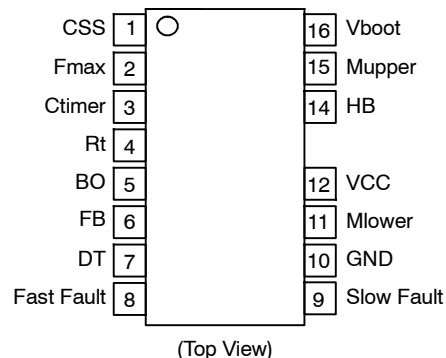 CSS 1 16 Vboot
Fmax 2 15 Mupper
Ctimer 3 14 HB
Rt 4
BO 5 12 VCC
FB 6 11 Mlower
DT 7 10 GND
Fast Fault 8 9 Slow Fault
(Top View)